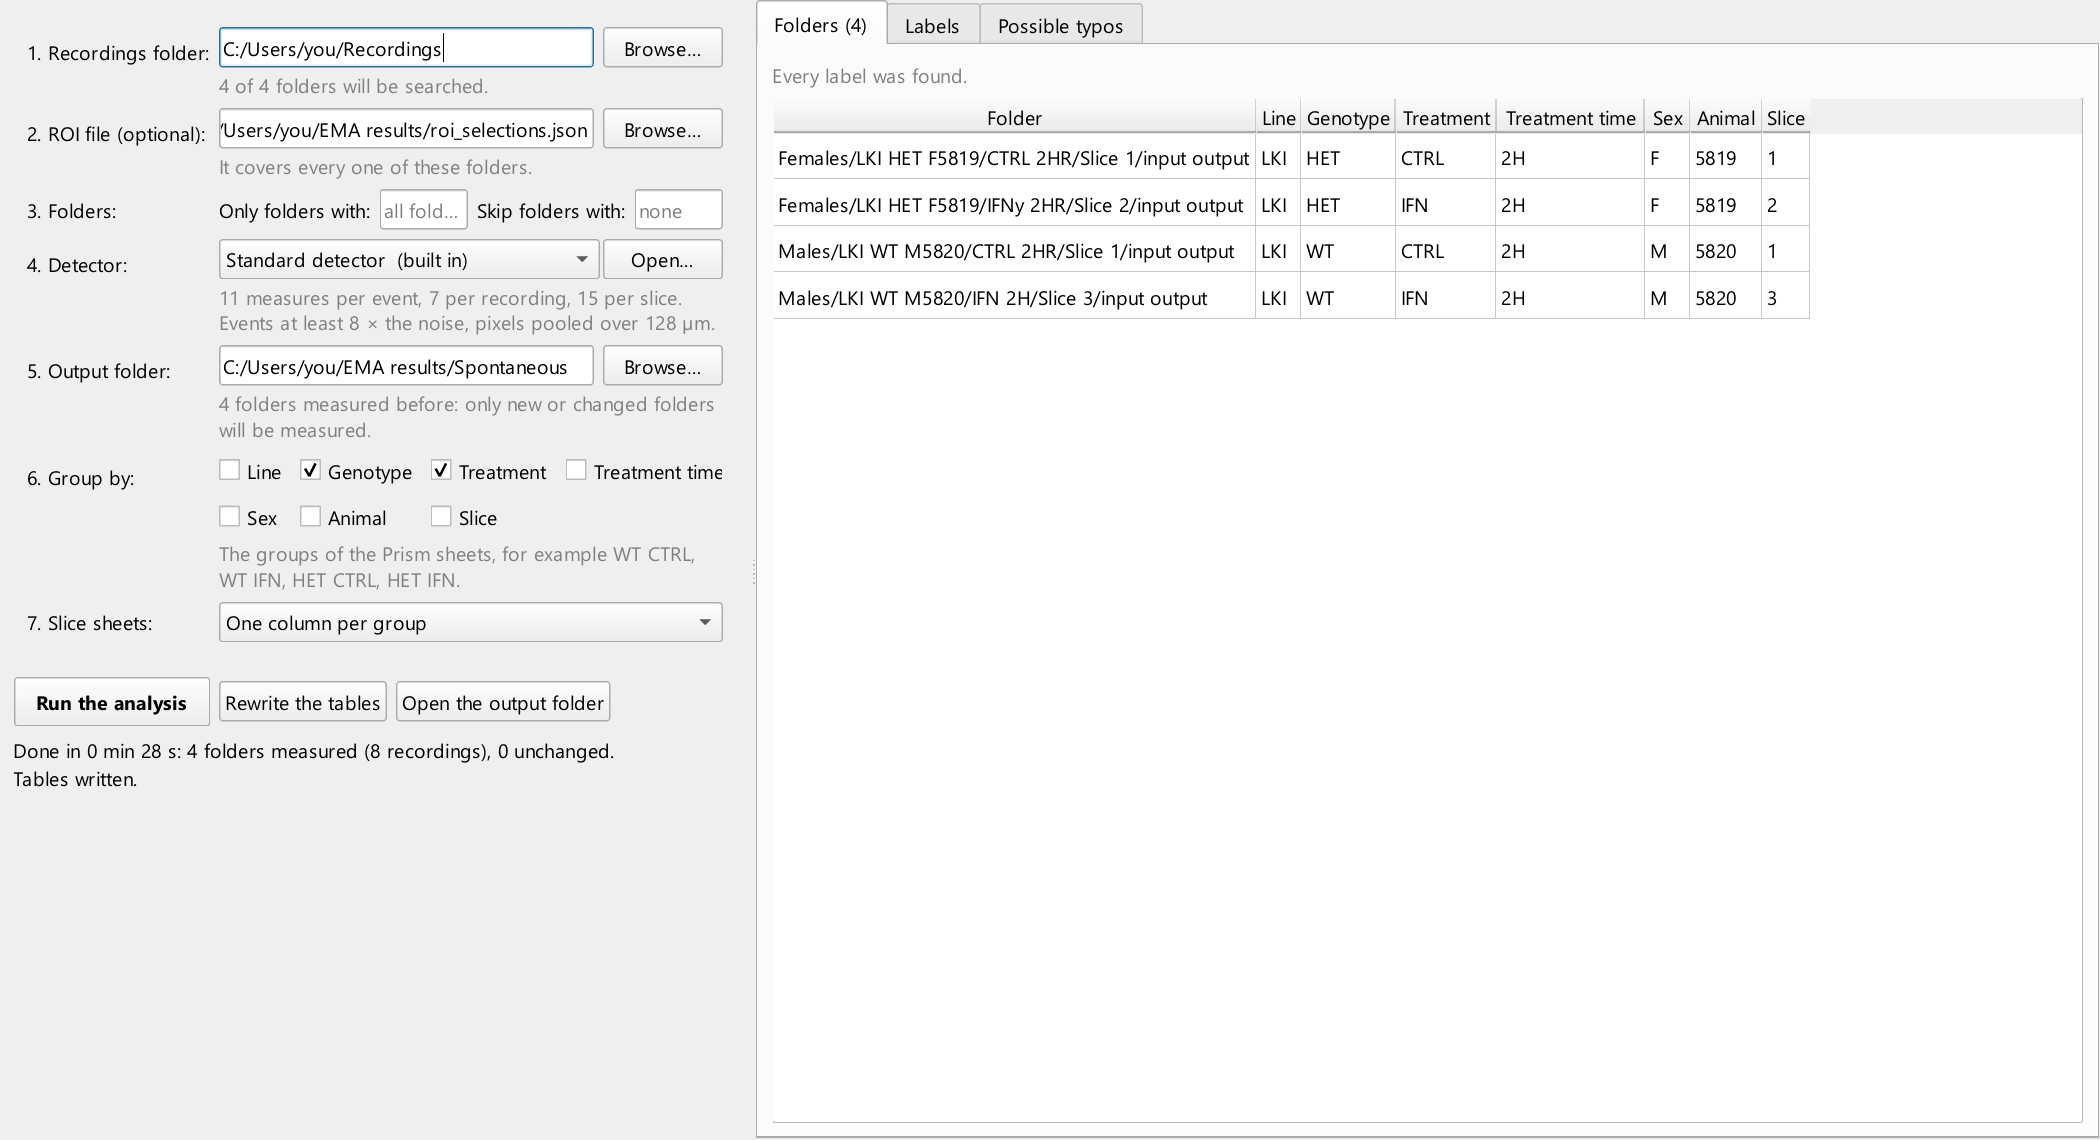 1. Recordings folder:
C:/Users/you/Recordings
Browse...
4 of 4 folders will be searched.
2. ROI file (optional):
/Users/you/EMA results/roi_selections.json
Browse...
It covers every one of these folders.
3. Folders:
Only folders with:
all fold...
Skip folders with:
none
4. Detector:
Standard detector (built in)
Open...
11 measures per event, 7 per recording, 15 per slice.
Events at least 8 × the noise, pixels pooled over 128 µm.
5. Output folder:
C:/Users/you/EMA results/Spontaneous
Browse...
4 folders measured before: only new or changed folders
will be measured.
6. Group by:
Line Genotype Treatment Treatment time
Sex Animal Slice
The groups of the Prism sheets, for example WT CTRL,
WT IFN, HET CTRL, HET IFN.
7. Slice sheets:
One column per group
Run the analysis
Rewrite the tables
Open the output folder
Done in 0 min 28 s: 4 folders measured (8 recordings), 0 unchanged.
Tables written.
Folders (4)
Labels
Possible typos
Every label was found.
Folder Line Genotype Treatment Treatment time Sex Animal Slice
Females/LKI HET F5819/CTRL 2HR/Slice 1/input output LKI HET CTRL 2H F 5819 1
Females/LKI HET F5819/IFNy 2HR/Slice 2/input output LKI HET IFN 2H F 5819 2
Males/LKI WT M5820/CTRL 2HR/Slice 1/input output LKI WT CTRL 2H M 5820 1
Males/LKI WT M5820/IFN 2H/Slice 3/input output LKI WT IFN 2H M 5820 3